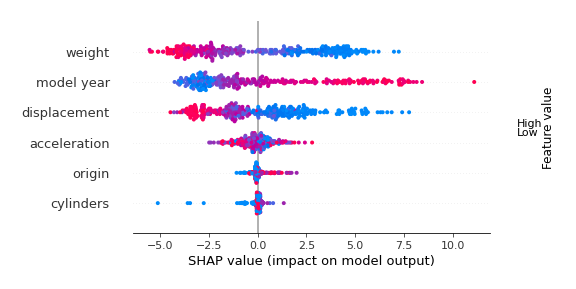 weight
model year
displacement
acceleration
origin
cylinders
−5.0 −2.5 0.0 2.5 5.0 7.5 10.0
SHAP value (impact on model output)
High
Low
Feature value